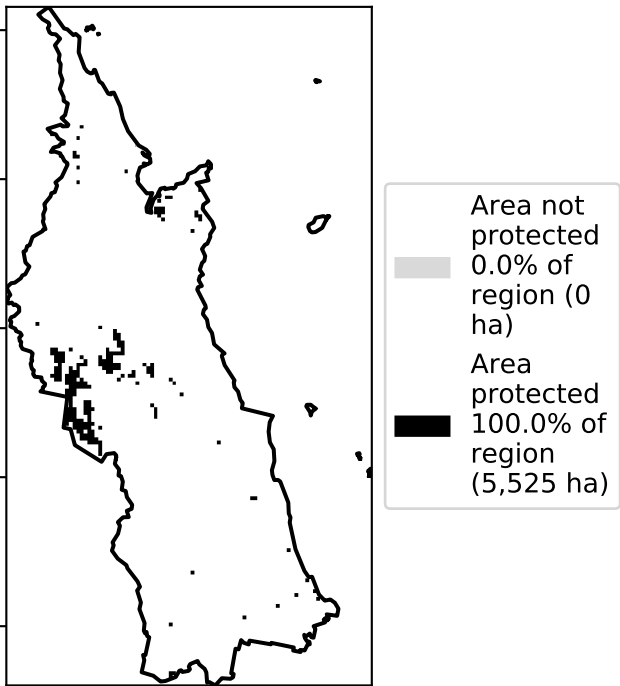 Area not
protected
0.0% of
region (0
ha)
Area
protected
100.0% of
region
(5,525 ha)